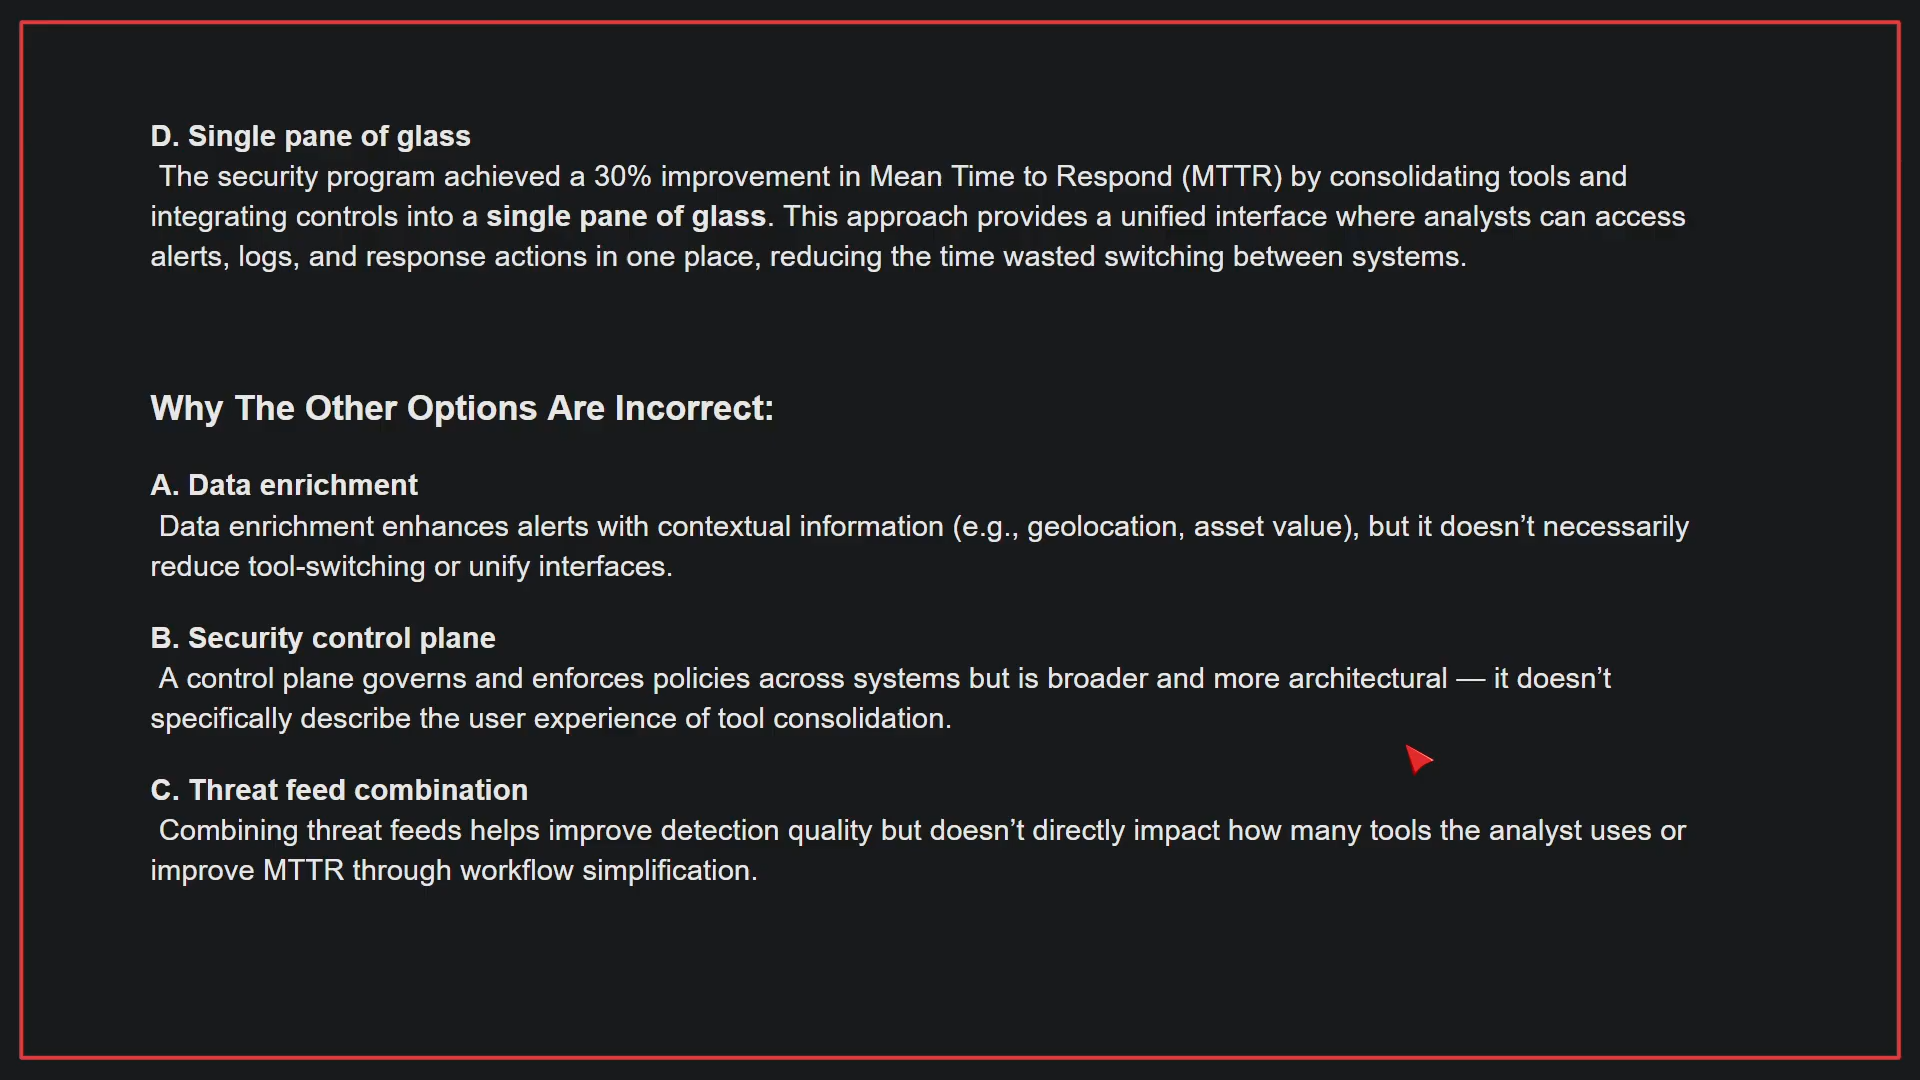 D. Single pane of glass
The security program achieved a 30% improvement in Mean Time to Respond (MTTR) by consolidating tools and
integrating controls into a single pane of glass. This approach provides a unified interface where analysts can access
alerts, logs, and response actions in one place, reducing the time wasted switching between systems.
Why The Other Options Are Incorrect:
A. Data enrichment
Data enrichment enhances alerts with contextual information (e.g., geolocation, asset value), but it doesn’t necessarily
reduce tool-switching or unify interfaces.
B. Security control plane
A control plane governs and enforces policies across systems but is broader and more architectural — it doesn’t
specifically describe the user experience of tool consolidation.
C. Threat feed combination
Combining threat feeds helps improve detection quality but doesn’t directly impact how many tools the analyst uses or
improve MTTR through workflow simplification.